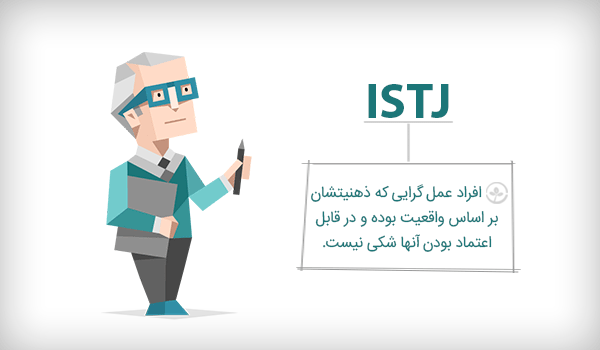 ISTJ
افراد عمل گرایی که ذهنیتشان
بر اساس واقعیت بوده و در قابل
اعتماد بودن آنها شکی نیست.